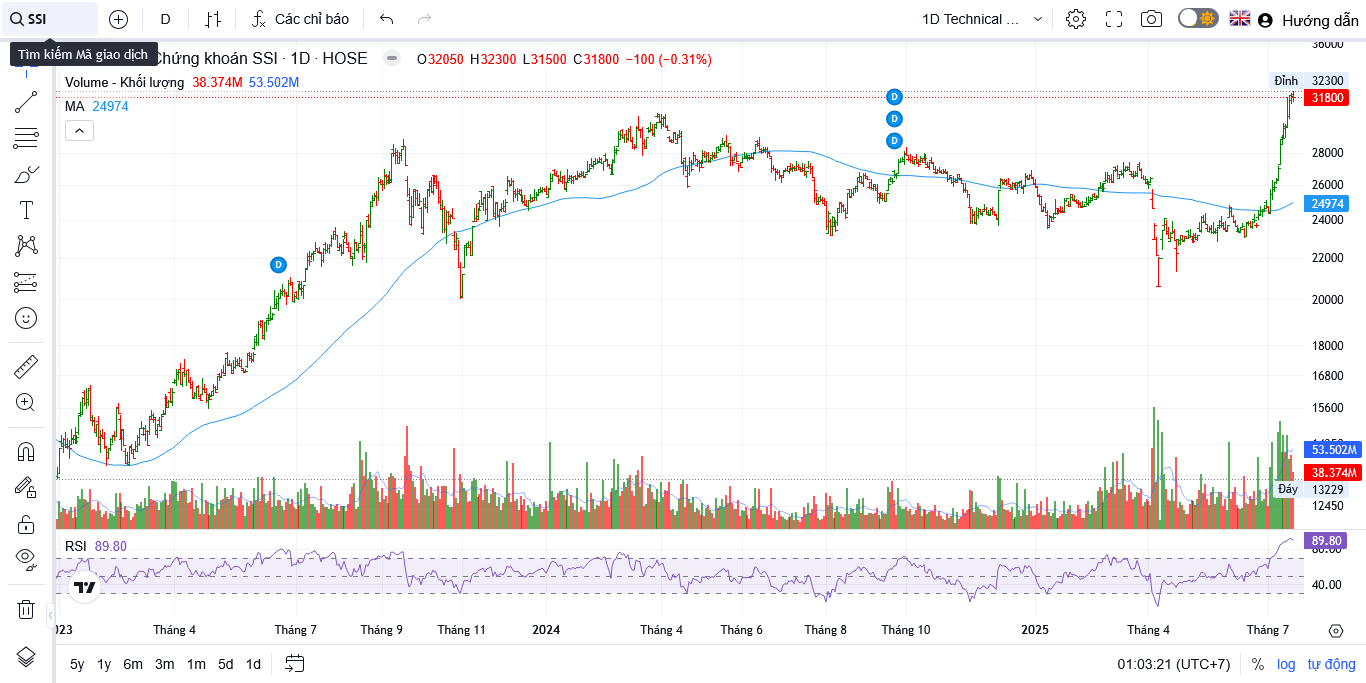 SSI D Các chỉ báo 1D Technical ... Hướng dẫn
Tìm kiếm Mã giao dịch
Chứng khoán SSI · 1D · HOSE O32050 H32300 L31500 C31800 −100 (−0.31%)
Volume - Khối lượng 38.374M 53.502M
MA 24974
36000
Đỉnh 32300
31800
D
D
D
D
28000
26000
24974
24000
22000
20000
18000
16800
15600
53.502M
38.374M
Đáy 13229
12450
RSI 89.80
89.80
80.00
40.00
023 Tháng 4 Tháng 7 Tháng 9 Tháng 11 2024 Tháng 4 Tháng 6 Tháng 8 Tháng 10 2025 Tháng 4 Tháng 7
5y 1y 6m 3m 1m 5d 1d 01:03:21 (UTC+7) % log tự động